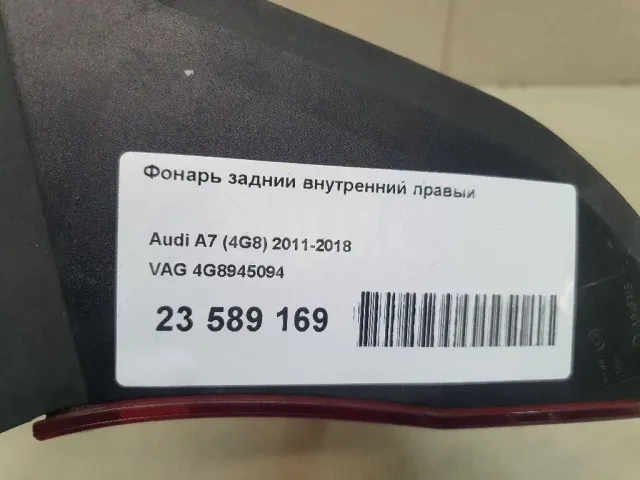 Фонарь задний внутренний правый
Audi A7 (4G8) 2011-2018
VAG 4G8945094
23 589 169